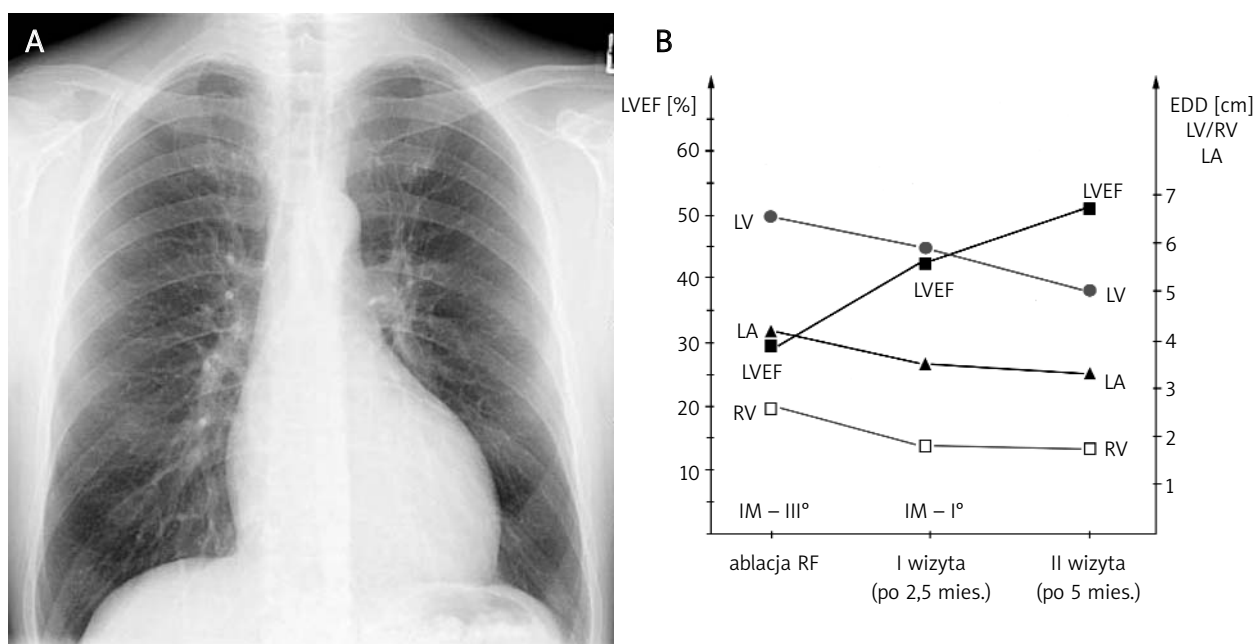 A
B
LVEF [%]
EDD [cm]
LV/RV
LA
60
50
40
30
20
10
7
6
5
4
3
2
1
LV
LVEF
LVEF
LV
LA
LVEF
LA
RV
RV
IM – III°
IM – I°
ablacja RF
I wizyta
(po 2,5 mies.)
II wizyta
(po 5 mies.)